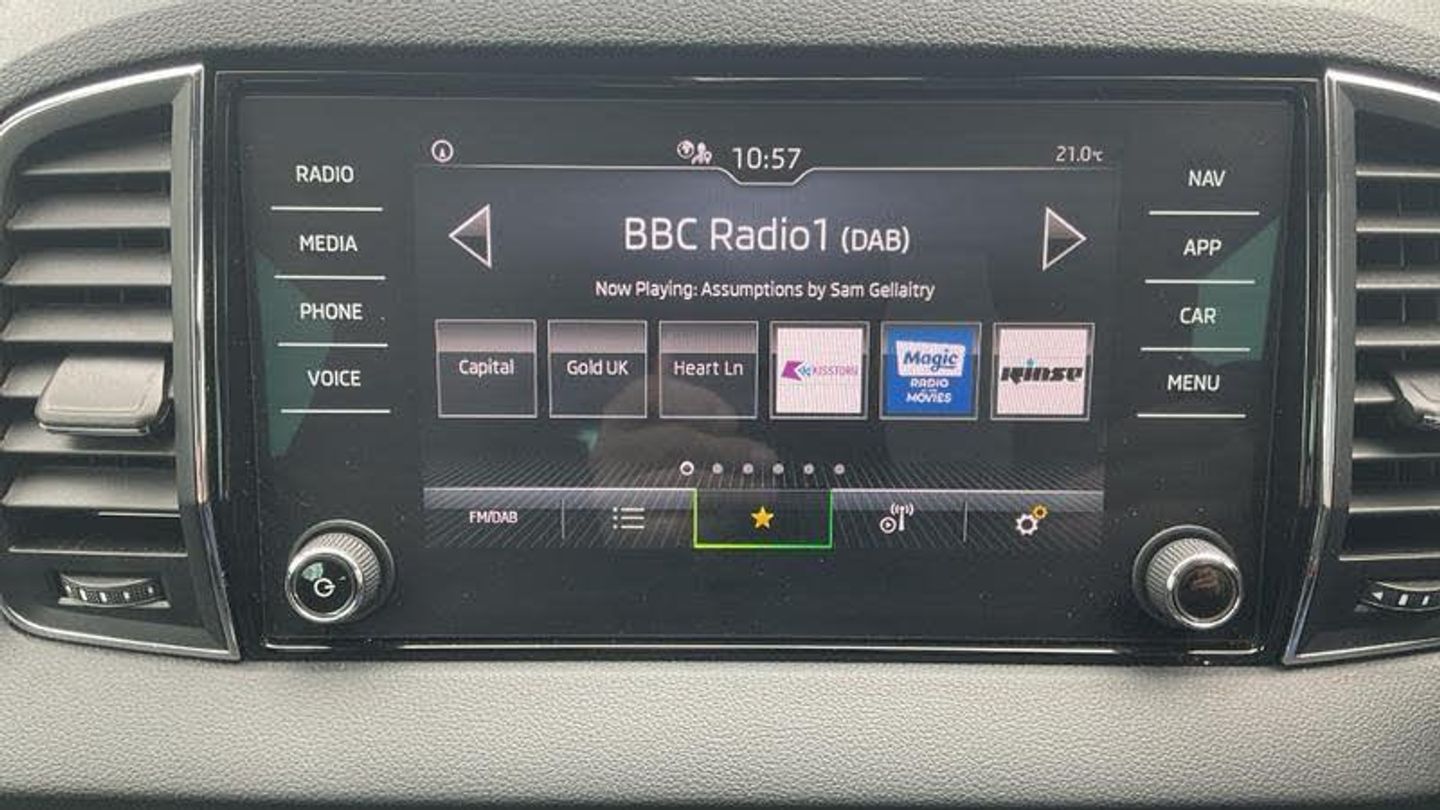 RADIO
MEDIA
PHONE
VOICE
10:57
21.0°c
BBC Radio1 (DAB)
Now Playing: Assumptions by Sam Gellaitry
Capital
Gold UK
Heart Ln
KISSTORY
Magic
RADIO
MOVIES
rinse
FM/DAB
NAV
APP
CAR
MENU